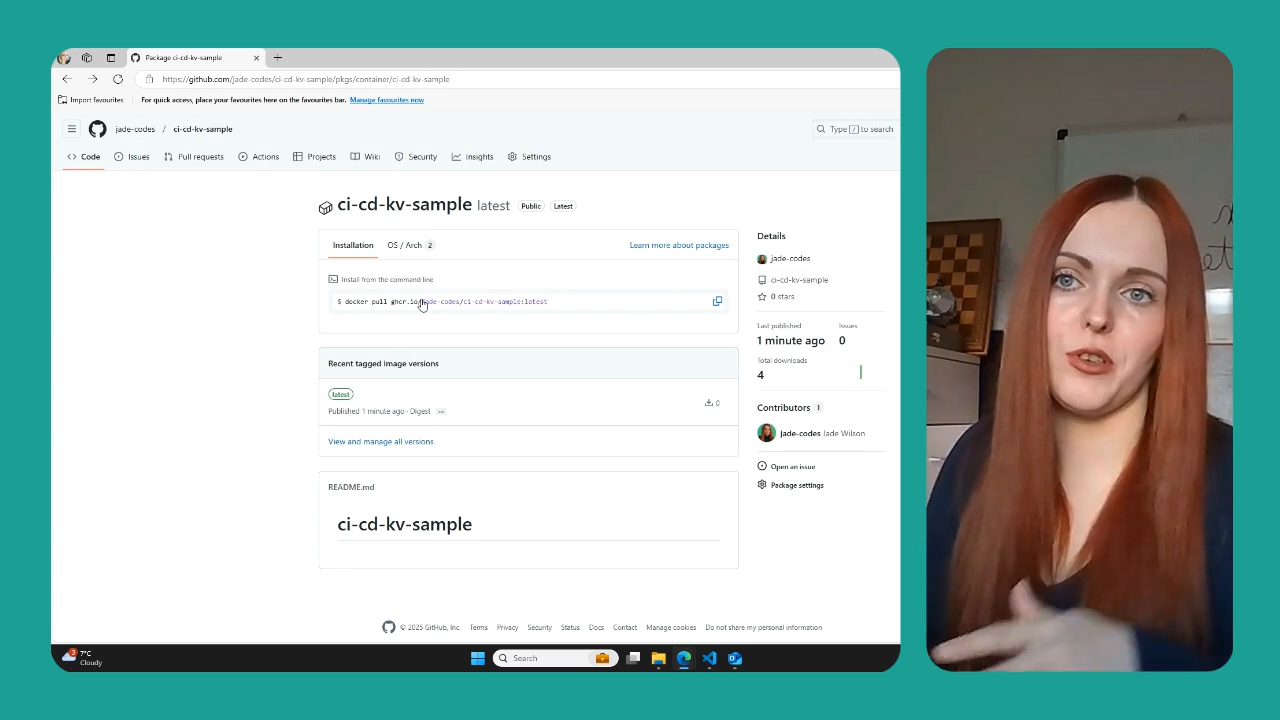 Package ci-cd-kv-sample
https://github.com/jade-codes/ci-cd-kv-sample/pkgs/container/ci-cd-kv-sample
Import favourites
For quick access, place your favourites here on the favourites bar. Manage favourites now
jade-codes / ci-cd-kv-sample
Type / to search
Code Issues Pull requests Actions Projects Wiki Security Insights Settings
ci-cd-kv-sample latest Public Latest
Installation OS / Arch 2 Learn more about packages
Install from the command line
$ docker pull ghcr.io/jade-codes/ci-cd-kv-sample:latest
Recent tagged image versions
latest
Published 1 minute ago · Digest ···
0
View and manage all versions
README.md
ci-cd-kv-sample
Details
jade-codes
ci-cd-kv-sample
0 stars
Last published Issues
1 minute ago 0
Total downloads
4
Contributors 1
jade-codes Jade Wilson
Open an issue
Package settings
© 2025 GitHub, Inc. Terms Privacy Security Status Docs Contact Manage cookies Do not share my personal information
3
7°C
Cloudy
Search